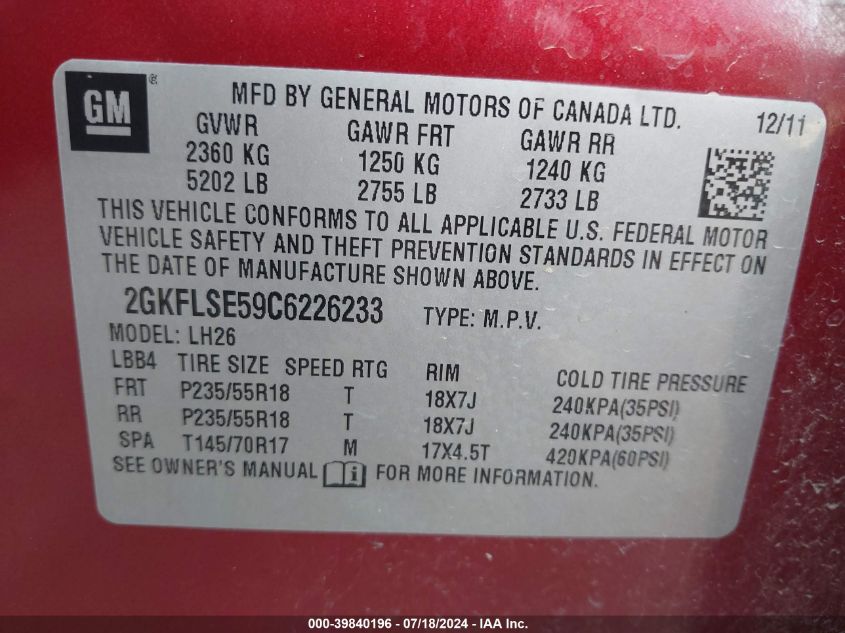 GM ® MFD BY GENERAL MOTORS OF CANADA LTD. 12/11
GVWR GAWR FRT GAWR RR
2360 KG 1250 KG 1240 KG
5202 LB 2755 LB 2733 LB
THIS VEHICLE CONFORMS TO ALL APPLICABLE U.S. FEDERAL MOTOR
VEHICLE SAFETY AND THEFT PREVENTION STANDARDS IN EFFECT ON
THE DATE OF MANUFACTURE SHOWN ABOVE.
2GKFLSE59C6226233 TYPE: M.P.V.
MODEL: LH26
LBB4 TIRE SIZE SPEED RTG RIM COLD TIRE PRESSURE
FRT P235/55R18 T 18X7J 240KPA(35PSI)
RR P235/55R18 T 18X7J 240KPA(35PSI)
SPA T145/70R17 M 17X4.5T 420KPA(60PSI)
SEE OWNER'S MANUAL i FOR MORE INFORMATION.
000-39840196 - 07/18/2024 - IAA Inc.